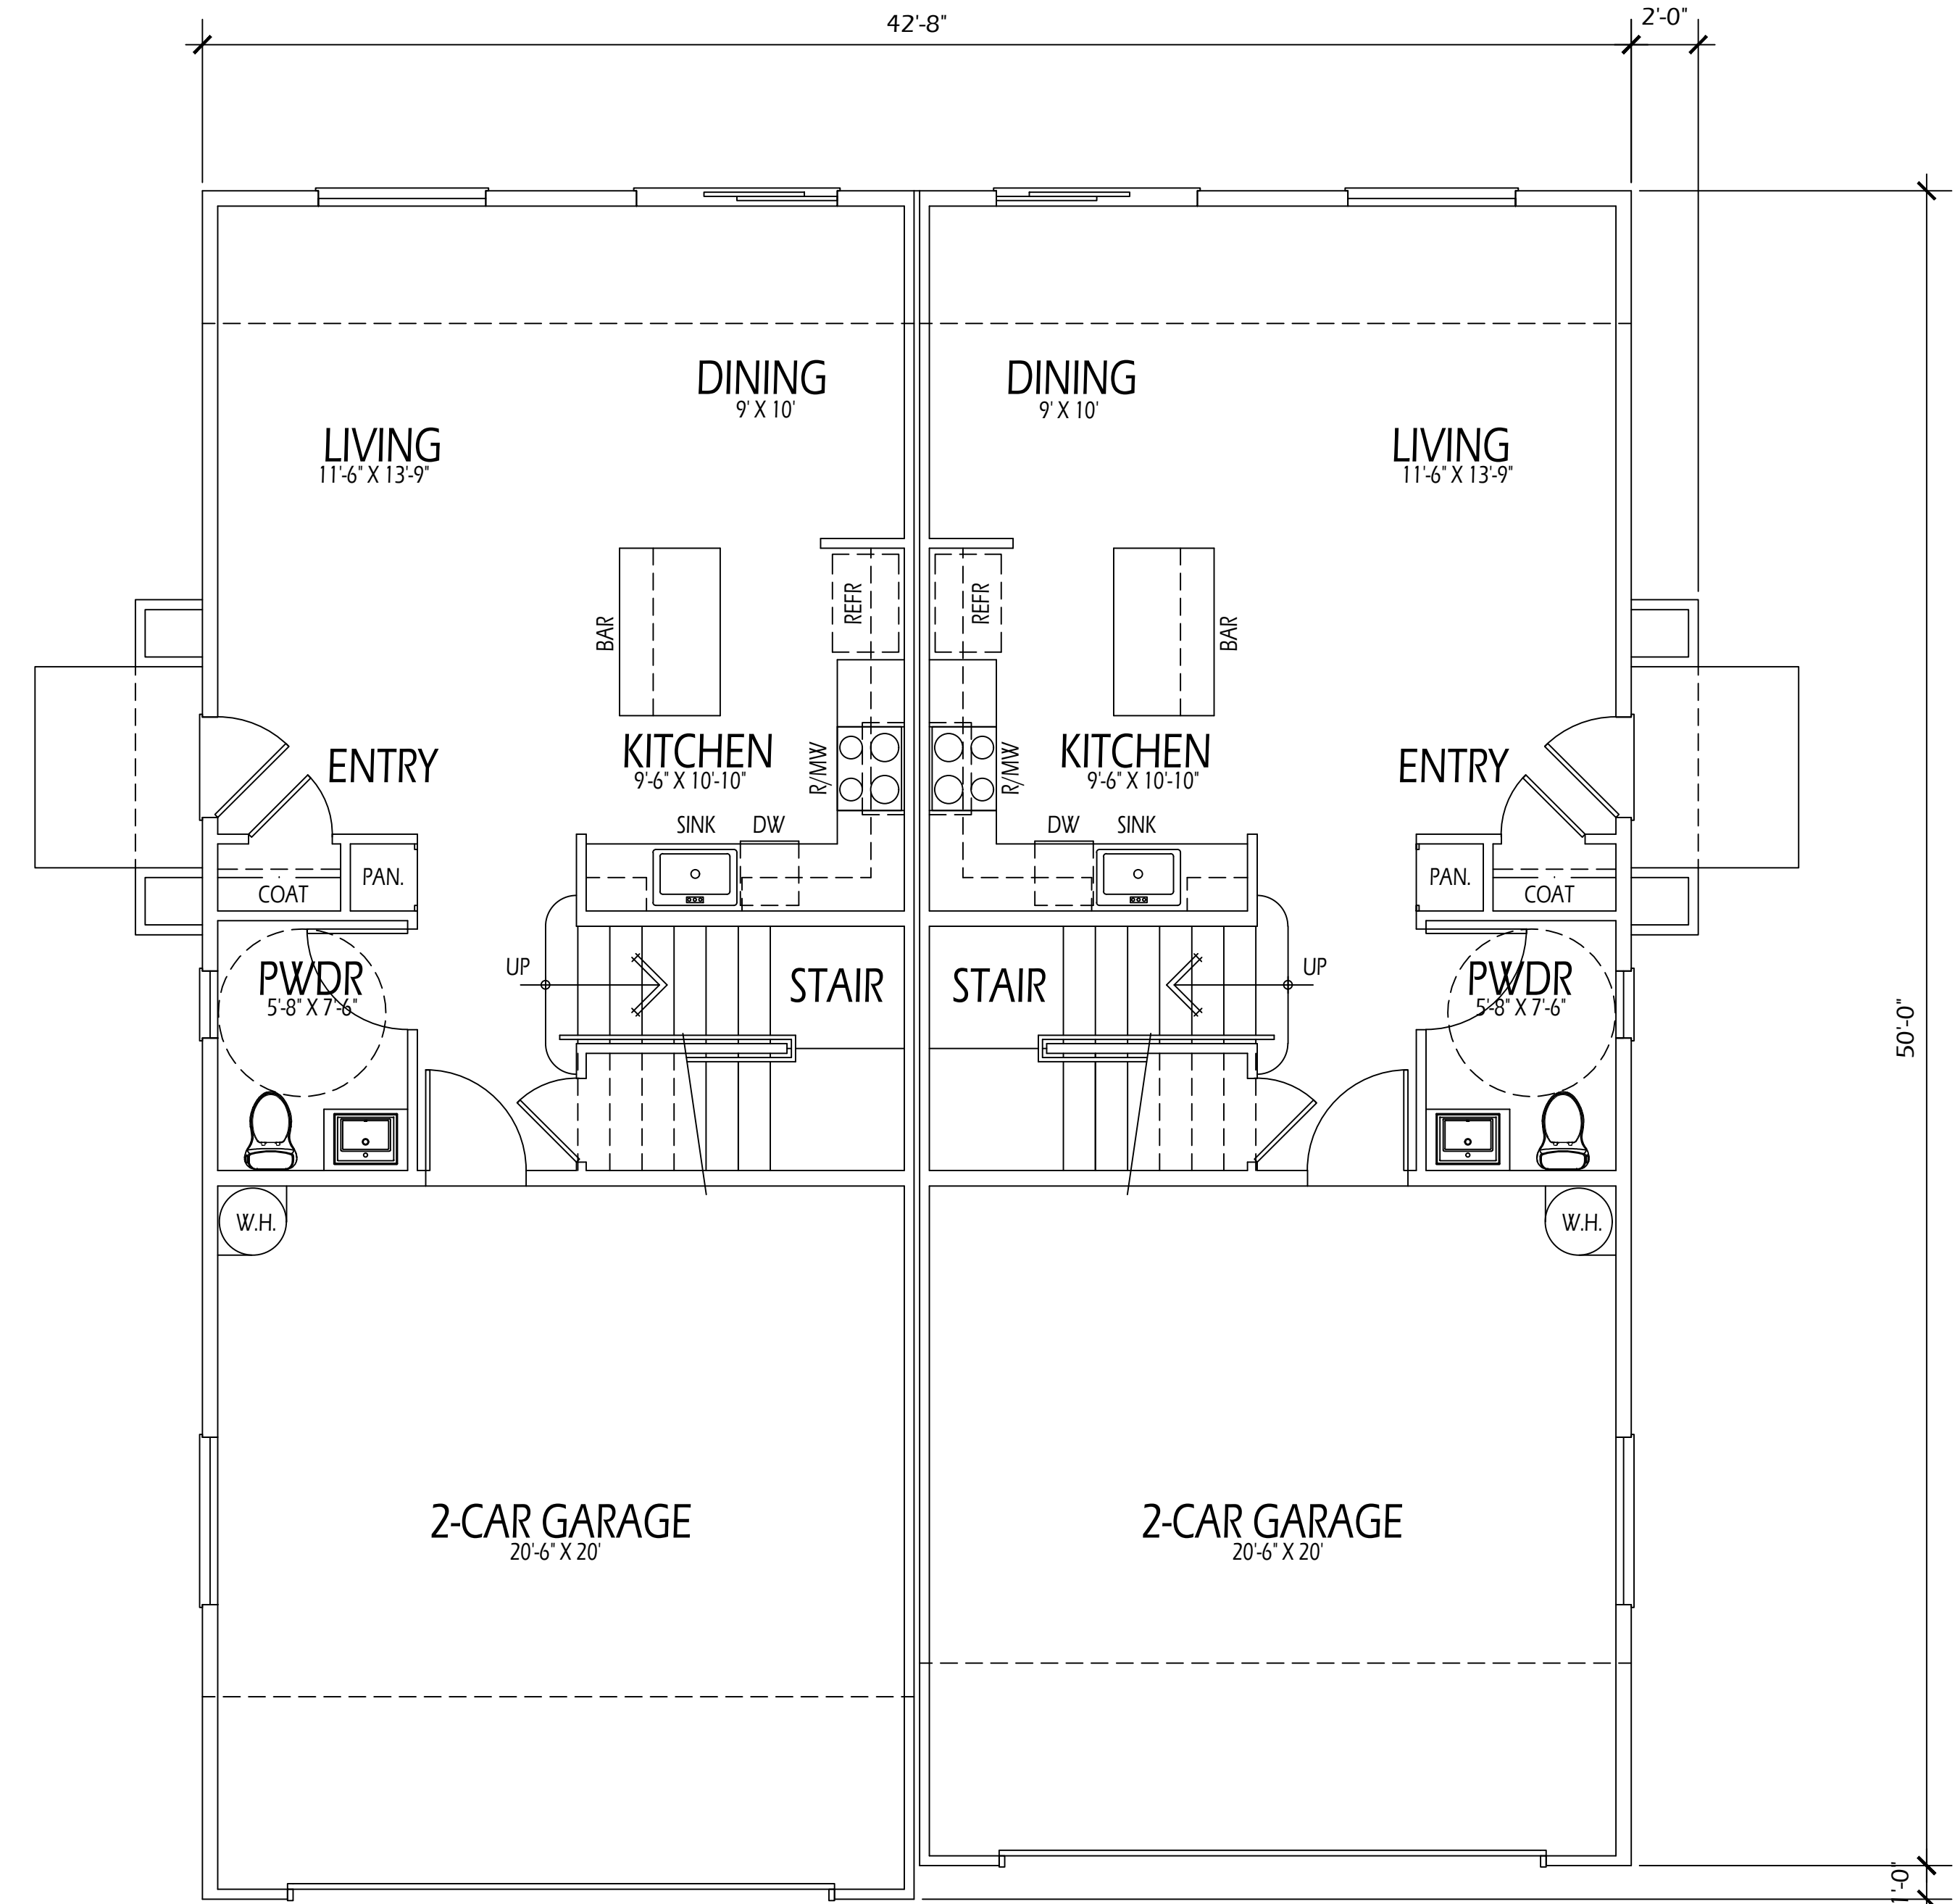 42'-8"
2'-0"
DINING
9' X 10'
DINING
9' X 10'
LIVING
11'-6" X 13'-9"
LIVING
11'-6" X 13'-9"
BAR
REFR
REFR
BAR
ENTRY
KITCHEN
9'-6" X 10'-10"
R/MW
R/MW
KITCHEN
9'-6" X 10'-10"
ENTRY
SINK
DW
DW
SINK
COAT
PAN.
PAN.
COAT
PWDR
5'-8" X 7'-6"
UP
STAIR
STAIR
UP
PWDR
5'-8" X 7'-6"
50'-0"
W.H.
W.H.
2-CAR GARAGE
20'-6" X 20'
2-CAR GARAGE
20'-6" X 20'
1'-0"